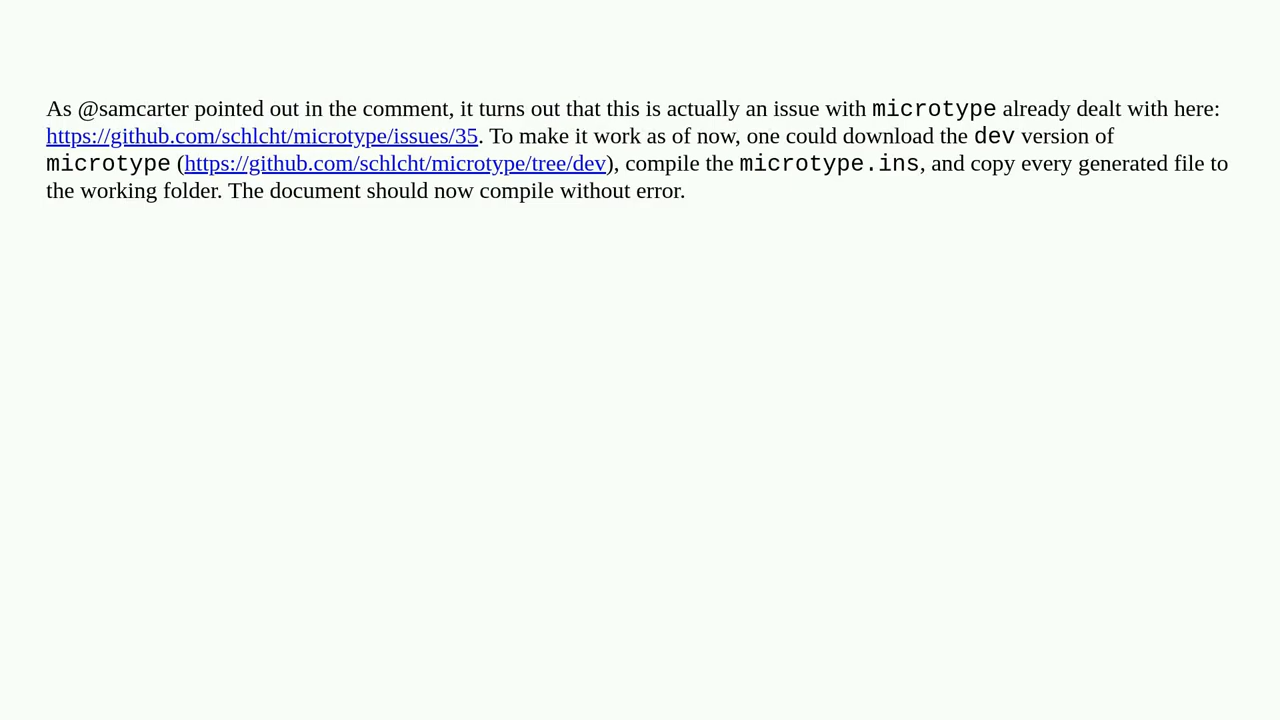 As @samcarter pointed out in the comment, it turns out that this is actually an issue with microtype already dealt with here:
https://github.com/schlcht/microtype/issues/35. To make it work as of now, one could download the dev version of
microtype (https://github.com/schlcht/microtype/tree/dev), compile the microtype.ins, and copy every generated file to
the working folder. The document should now compile without error.